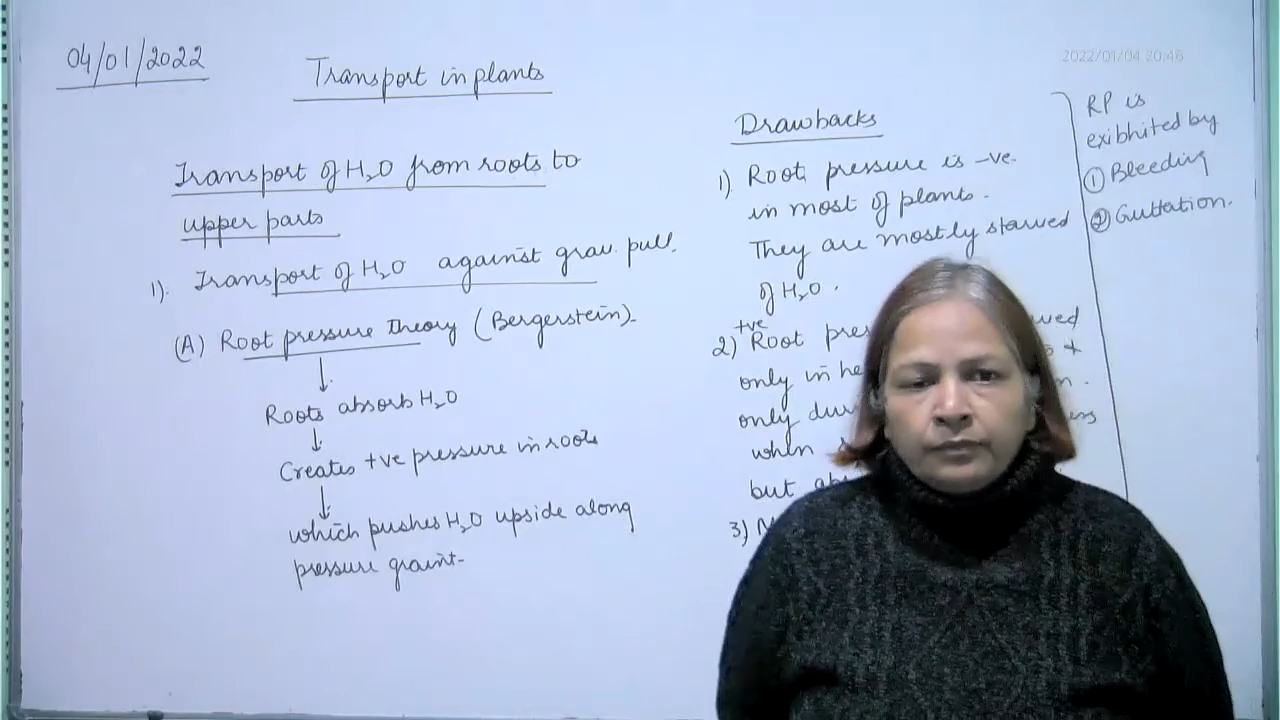 04/01/2022
Transport in plants
2022/01/04 20:46
Transport of H2O from roots to
upper parts
1). Transport of H2O against grav. pull.
(A) Root pressure theory (Bergerstein).
↓
Roots absorb H2O
↓
Creates +ve pressure in roots
↓
which pushes H2O upside along
pressure graint-
Drawbacks
1) Root pressure is -ve
in most of plants.
They are mostly starved
of H2O.
2) +ve Root
only in
only
when
but
3)
RP is
exibhited by
① Bleeding
② Guttation.